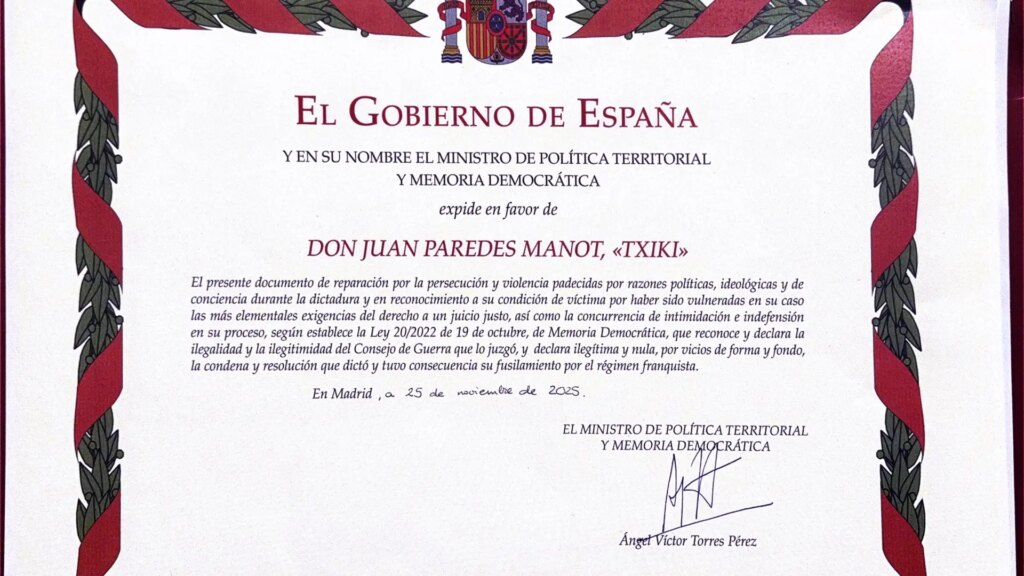 EL GOBIERNO DE ESPAÑA
Y EN SU NOMBRE EL MINISTRO DE POLÍTICA TERRITORIAL
Y MEMORIA DEMOCRÁTICA
expide en favor de
DON JUAN PAREDES MANOT, «TXIKI»
El presente documento de reparación por la persecución y violencia padecidas por razones políticas, ideológicas y de
conciencia durante la dictadura y en reconocimiento a su condición de víctima por haber sido vulneradas en su caso
las más elementales exigencias del derecho a un juicio justo, así como la concurrencia de intimidación e indefensión
en su proceso, según establece la Ley 20/2022 de 19 de octubre, de Memoria Democrática, que reconoce y declara la
ilegalidad y la ilegitimidad del Consejo de Guerra que lo juzgó, y declara ilegítima y nula, por vicios de forma y fondo,
la condena y resolución que dictó y tuvo consecuencia su fusilamiento por el régimen franquista.
En Madrid, a 25 de noviembre de 2025.
EL MINISTRO DE POLÍTICA TERRITORIAL
Y MEMORIA DEMOCRÁTICA
Ángel Víctor Torres Pérez